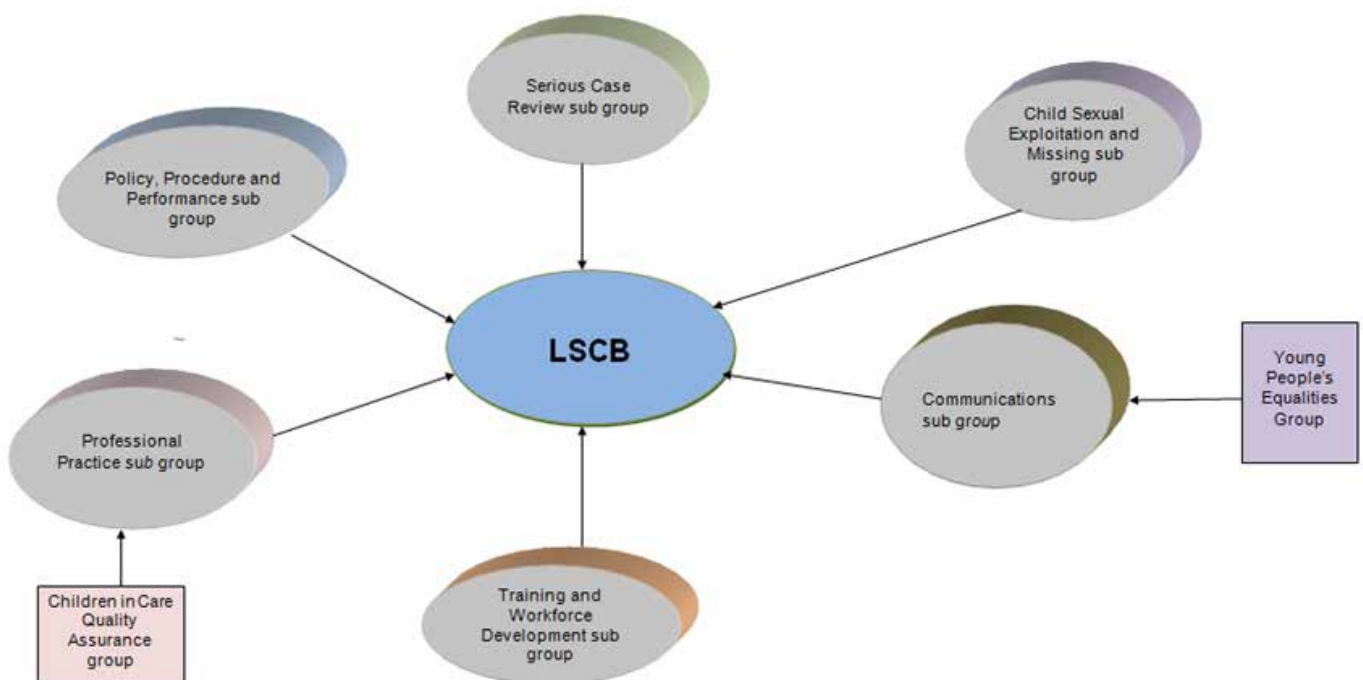 Serious Case
Review sub group
Child Sexual
Exploitation and
Missing sub
group
Policy, Procedure and
Performance sub
group
LSCB
Young
People's
Equalities
Group
Communications
sub group
Professional
Practice sub group
Children in Care
Quality
Assurance
group
Training and
Workforce
Development sub
group